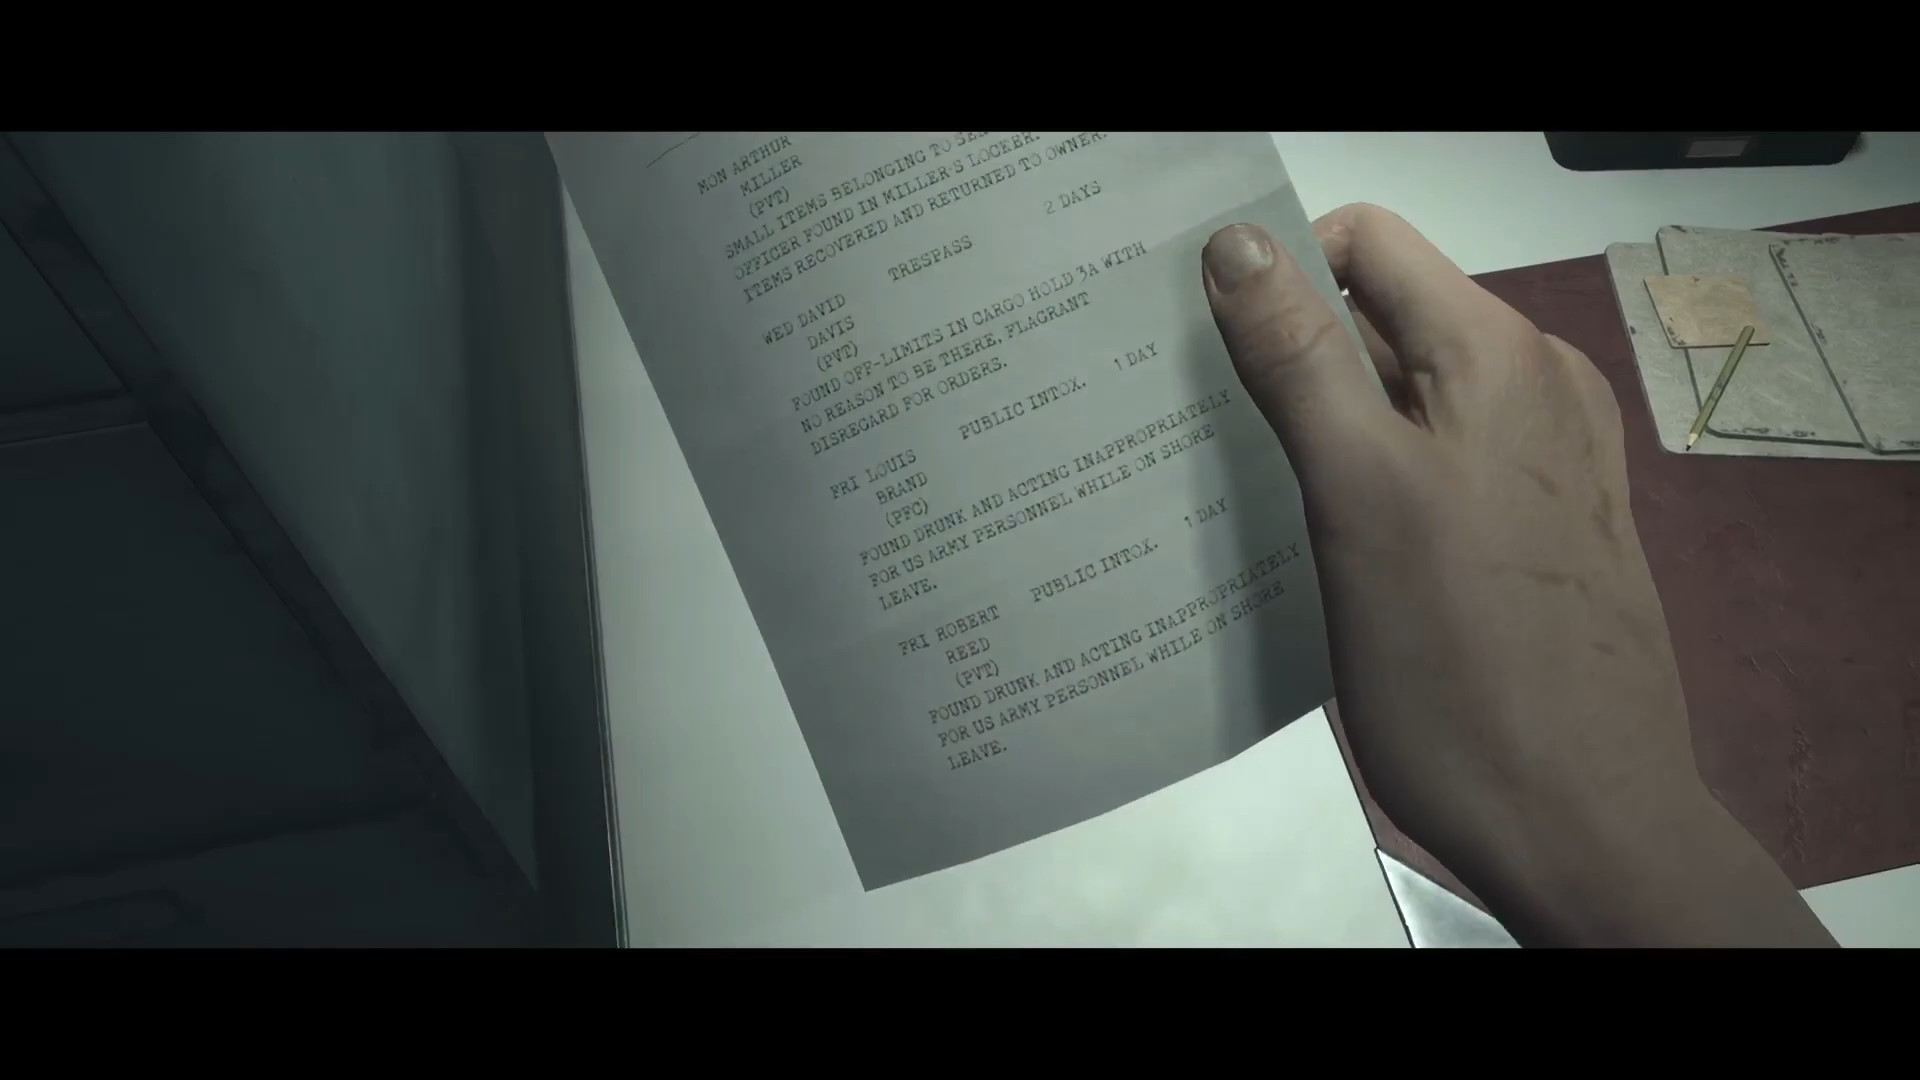 MON ARTHUR
MILLER
(PVT)
SMALL ITEMS BELONGING TO
OFFICER FOUND IN MILLER'S LOCKER.
ITEMS RECOVERED AND RETURNED TO OWNER.
WED DAVID TRESPASS 2 DAYS
DAVIS
(PVT)
FOUND OFF-LIMITS IN CARGO HOLD 3A WITH
NO REASON TO BE THERE, FLAGRANT
DISREGARD FOR ORDERS.
FRI LOUIS PUBLIC INTOX. 1 DAY
BRAND
(PFC)
FOUND DRUNK AND ACTING INAPPROPRIATELY
FOR US ARMY PERSONNEL WHILE ON SHORE
LEAVE.
FRI ROBERT PUBLIC INTOX. 1 DAY
REED
(PVT)
FOUND DRUNK AND ACTING INAPPROPRIATELY
FOR US ARMY PERSONNEL WHILE ON SHORE
LEAVE.